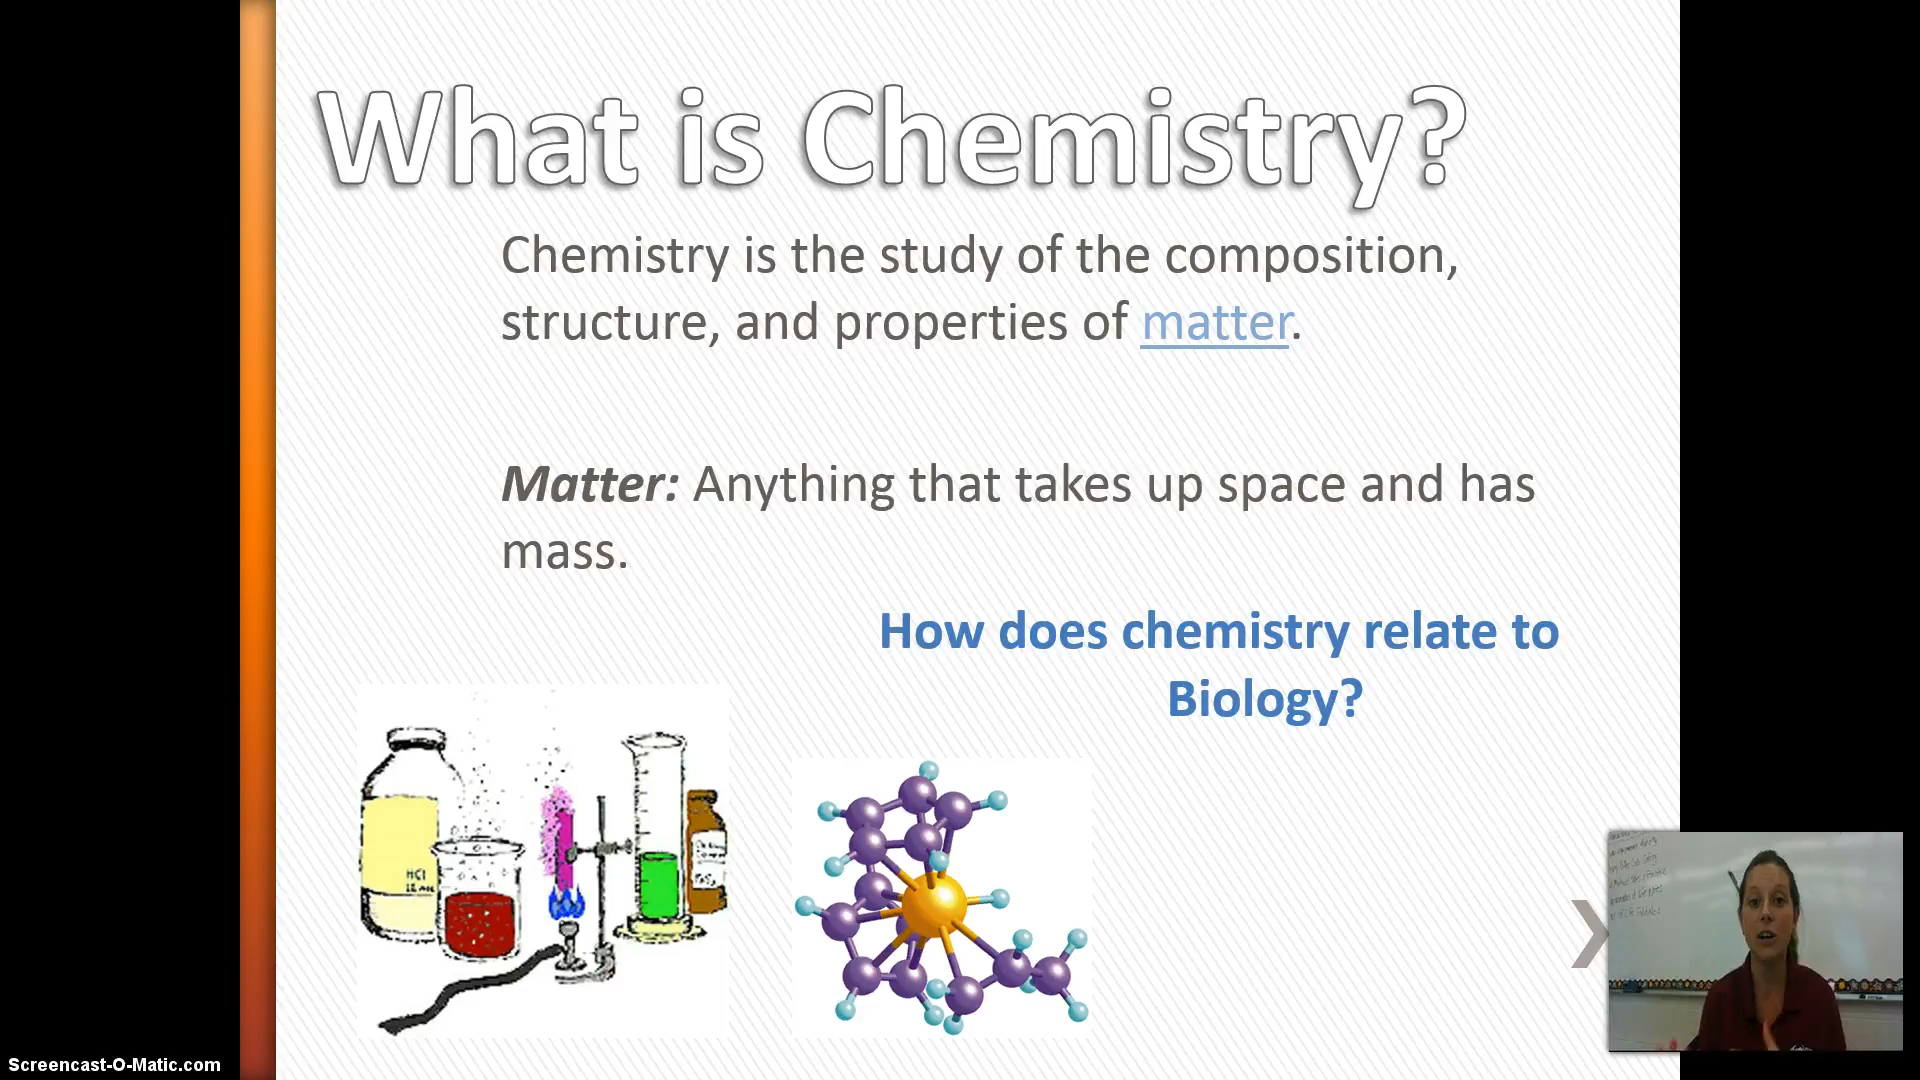 What is Chemistry?
Chemistry is the study of the composition,
structure, and properties of matter.
Matter: Anything that takes up space and has
mass.
How does chemistry relate to
Biology?
HCl
Screencast-O-Matic.com